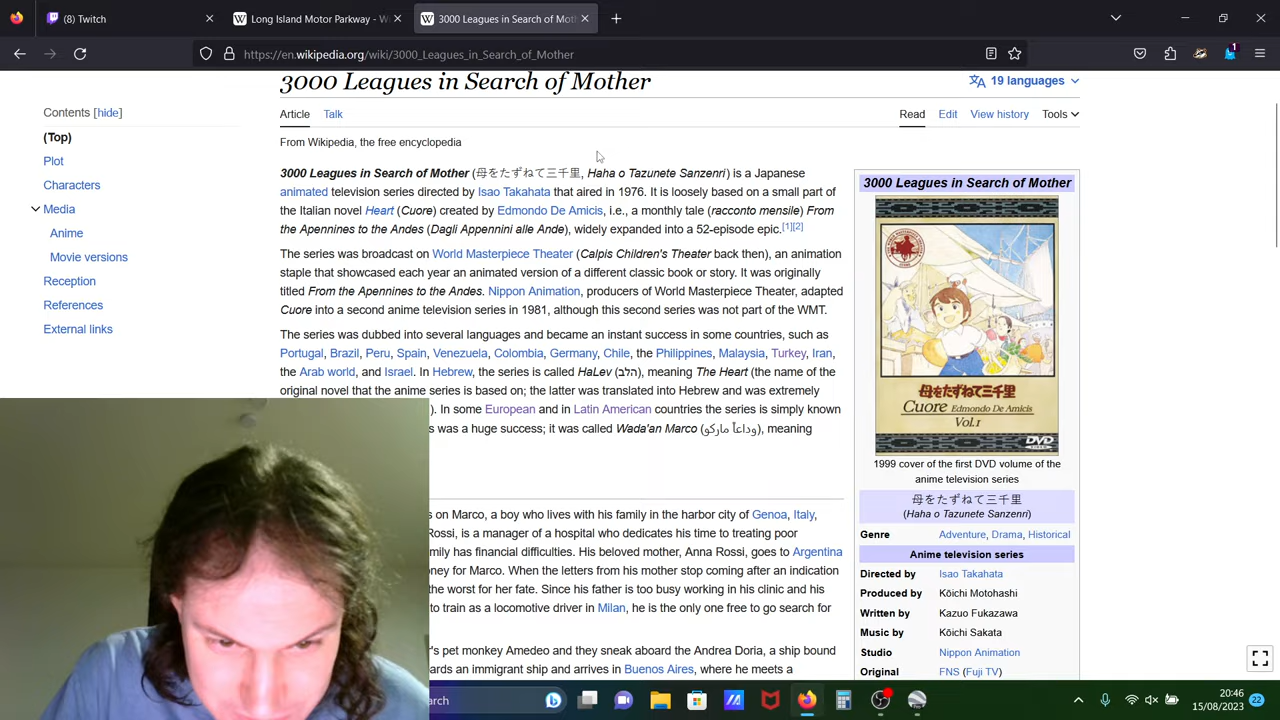 (8) Twitch
Long Island Motor Parkway - W
3000 Leagues in Search of Mother
https://en.wikipedia.org/wiki/3000_Leagues_in_Search_of_Mother
1
3000 Leagues in Search of Mother
19 languages
Article
Talk
Read
Edit
View history
Tools
From Wikipedia, the free encyclopedia
Contents [hide]
(Top)
Plot
Characters
Media
Anime
Movie versions
Reception
References
External links
3000 Leagues in Search of Mother (母をたずねて三千里, Haha o Tazunete Sanzenri) is a Japanese
animated television series directed by Isao Takahata that aired in 1976. It is loosely based on a small part of
the Italian novel Heart (Cuore) created by Edmondo De Amicis, i.e., a monthly tale (racconto mensile) From
the Apennines to the Andes (Dagli Appennini alle Ande), widely expanded into a 52-episode epic.[1][2]
The series was broadcast on World Masterpiece Theater (Calpis Children's Theater back then), an animation
staple that showcased each year an animated version of a different classic book or story. It was originally
titled From the Apennines to the Andes. Nippon Animation, producers of World Masterpiece Theater, adapted
Cuore into a second anime television series in 1981, although this second series was not part of the WMT.
The series was dubbed into several languages and became an instant success in some countries, such as
Portugal, Brazil, Peru, Spain, Venezuela, Colombia, Germany, Chile, the Philippines, Malaysia, Turkey, Iran,
the Arab world, and Israel. In Hebrew, the series is called HaLev (הלב), meaning The Heart (the name of the
original novel that the anime series is based on; the latter was translated into Hebrew and was extremely
). In some European and in Latin American countries the series is simply known
s was a huge success; it was called Wada'an Marco (وداعاً ماركو), meaning
s on Marco, a boy who lives with his family in the harbor city of Genoa, Italy,
Rossi, is a manager of a hospital who dedicates his time to treating poor
mily has financial difficulties. His beloved mother, Anna Rossi, goes to Argentina
ney for Marco. When the letters from his mother stop coming after an indication
the worst for her fate. Since his father is too busy working in his clinic and his
to train as a locomotive driver in Milan, he is the only one free to go search for
's pet monkey Amedeo and they sneak aboard the Andrea Doria, a ship bound
ards an immigrant ship and arrives in Buenos Aires, where he meets a
3000 Leagues in Search of Mother
母をたずねて三千里
Cuore Edmondo De Amicis
Vol.1
DVD
1999 cover of the first DVD volume of the
anime television series
母をたずねて三千里
(Haha o Tazunete Sanzenri)
Genre Adventure, Drama, Historical
Anime television series
Directed by Isao Takahata
Produced by Kōichi Motohashi
Written by Kazuo Fukazawa
Music by Kōichi Sakata
Studio Nippon Animation
Original FNS (Fuji TV)
arch
20:46
15/08/2023
22